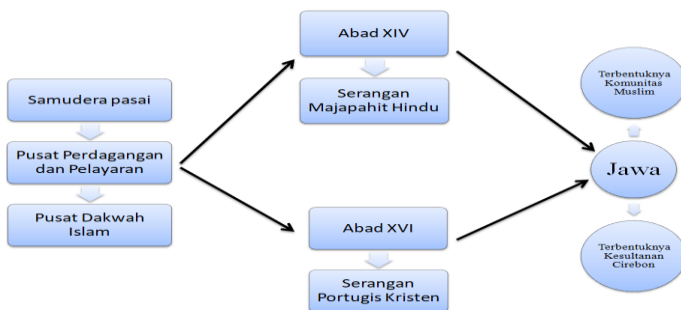 Samudera pasai
Pusat Perdagangan
dan Pelayaran
Pusat Dakwah
Islam
Abad XIV
Serangan
Majapahit Hindu
Abad XVI
Serangan
Portugis Kristen
Terbentuknya
Komunitas
Muslim
Jawa
Terbentuknya
Kesultanan
Cirebon